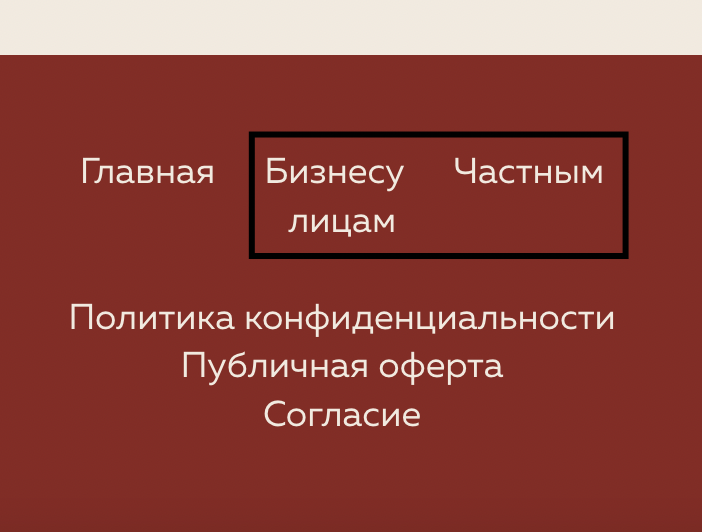 Главная Бизнесу Частным
лицам
Политика конфиденциальности
Публичная оферта
Согласие